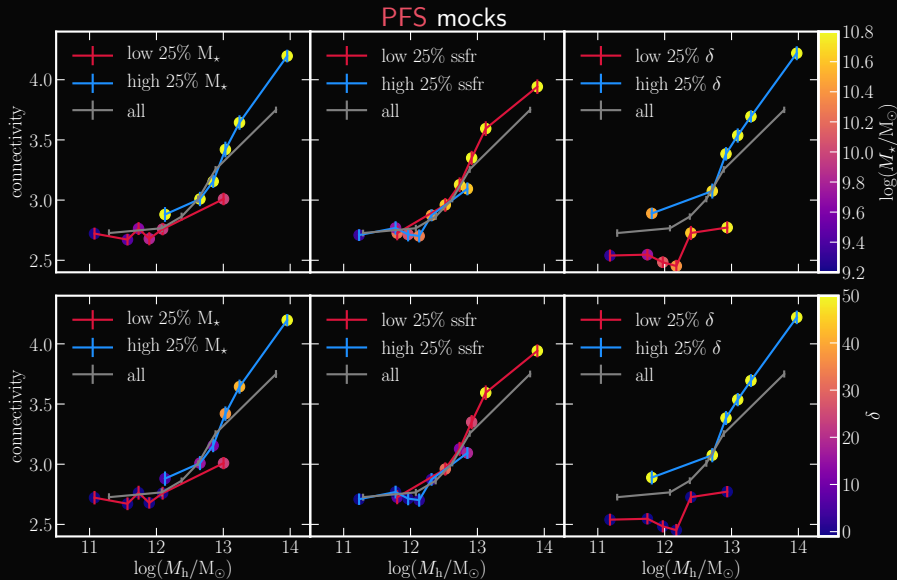 PFS mocks
low 25% M⋆
high 25% M⋆
all
low 25% ssfr
high 25% ssfr
all
low 25% δ
high 25% δ
all
connectivity
4.0
3.5
3.0
2.5
10.8
10.6
10.4
10.2
10.0
9.8
9.6
9.4
9.2
log(M⋆/M⊙)
low 25% M⋆
high 25% M⋆
all
low 25% ssfr
high 25% ssfr
all
low 25% δ
high 25% δ
all
connectivity
4.0
3.5
3.0
2.5
50
40
30
20
10
0
δ
11 12 13 14
11 12 13 14
11 12 13 14
log(Mh/M⊙)
log(Mh/M⊙)
log(Mh/M⊙)